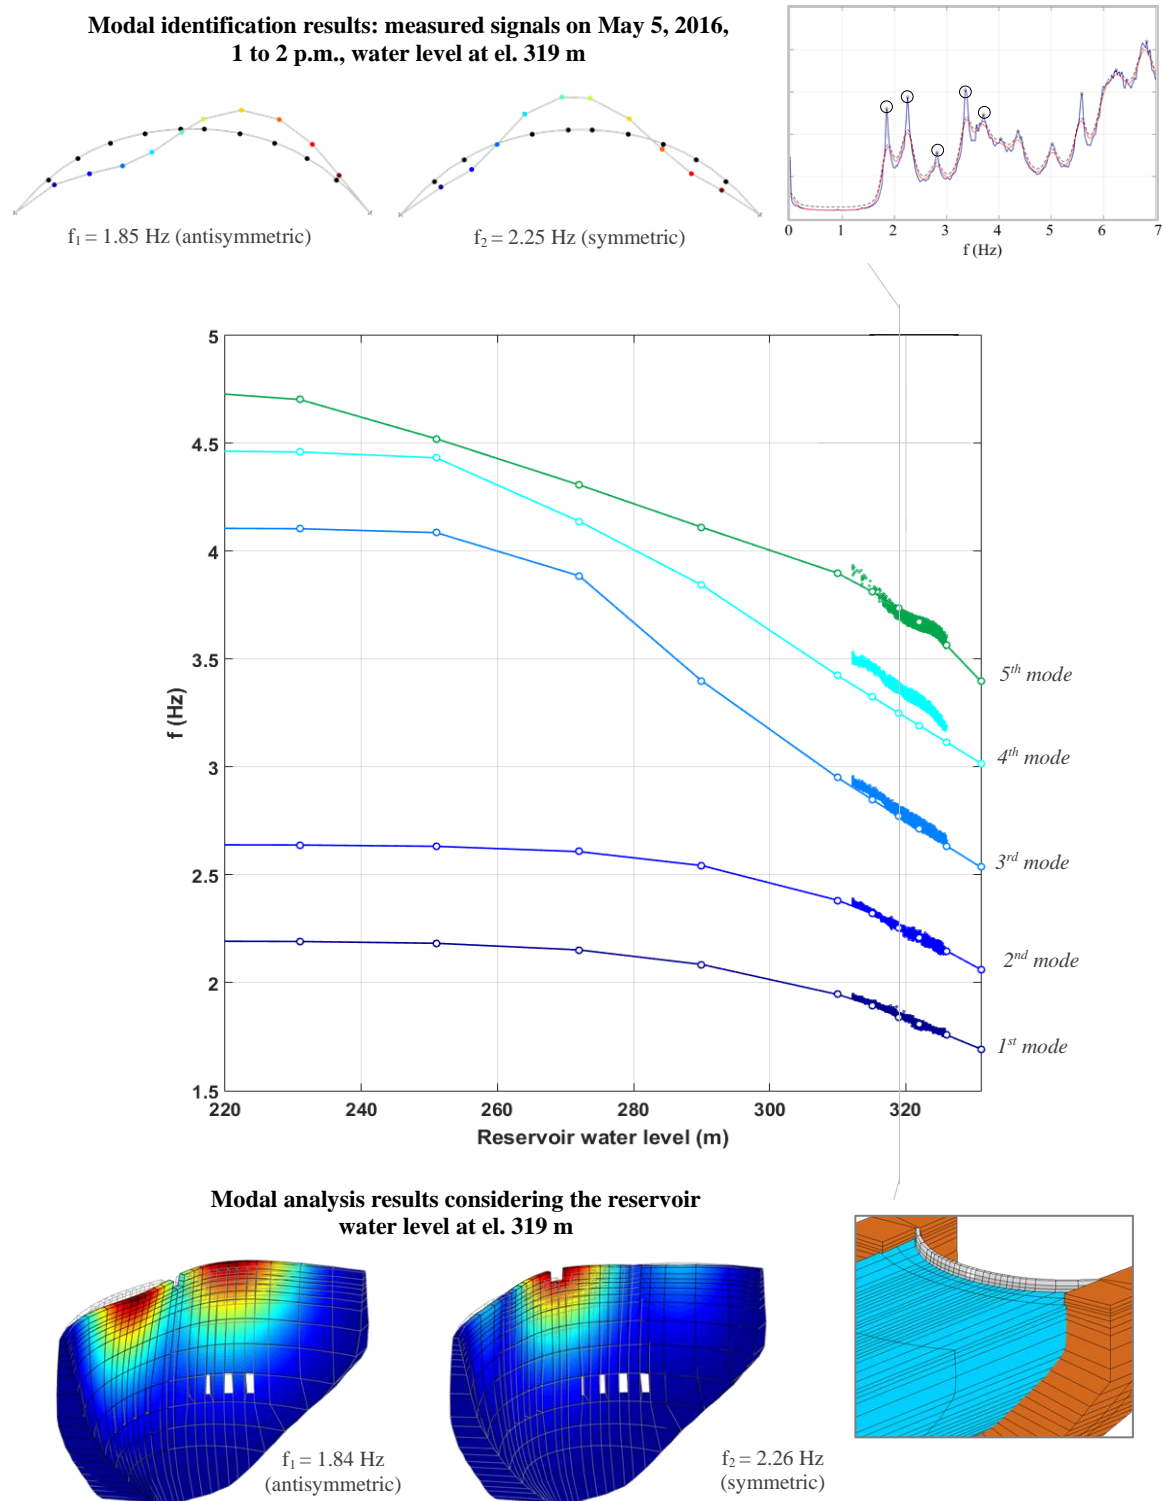 Modal identification results: measured signals on May 5, 2016,
1 to 2 p.m., water level at el. 319 m
f1 = 1.85 Hz (antisymmetric)
f2 = 2.25 Hz (symmetric)
0 1 2 3 4 5 6 7
f (Hz)
5
4.5
4
3.5
3
2.5
2
1.5
f (Hz)
220 240 260 280 300 320
Reservoir water level (m)
5th mode
4th mode
3rd mode
2nd mode
1st mode
Modal analysis results considering the reservoir
water level at el. 319 m
f1 = 1.84 Hz
(antisymmetric)
f2 = 2.26 Hz
(symmetric)